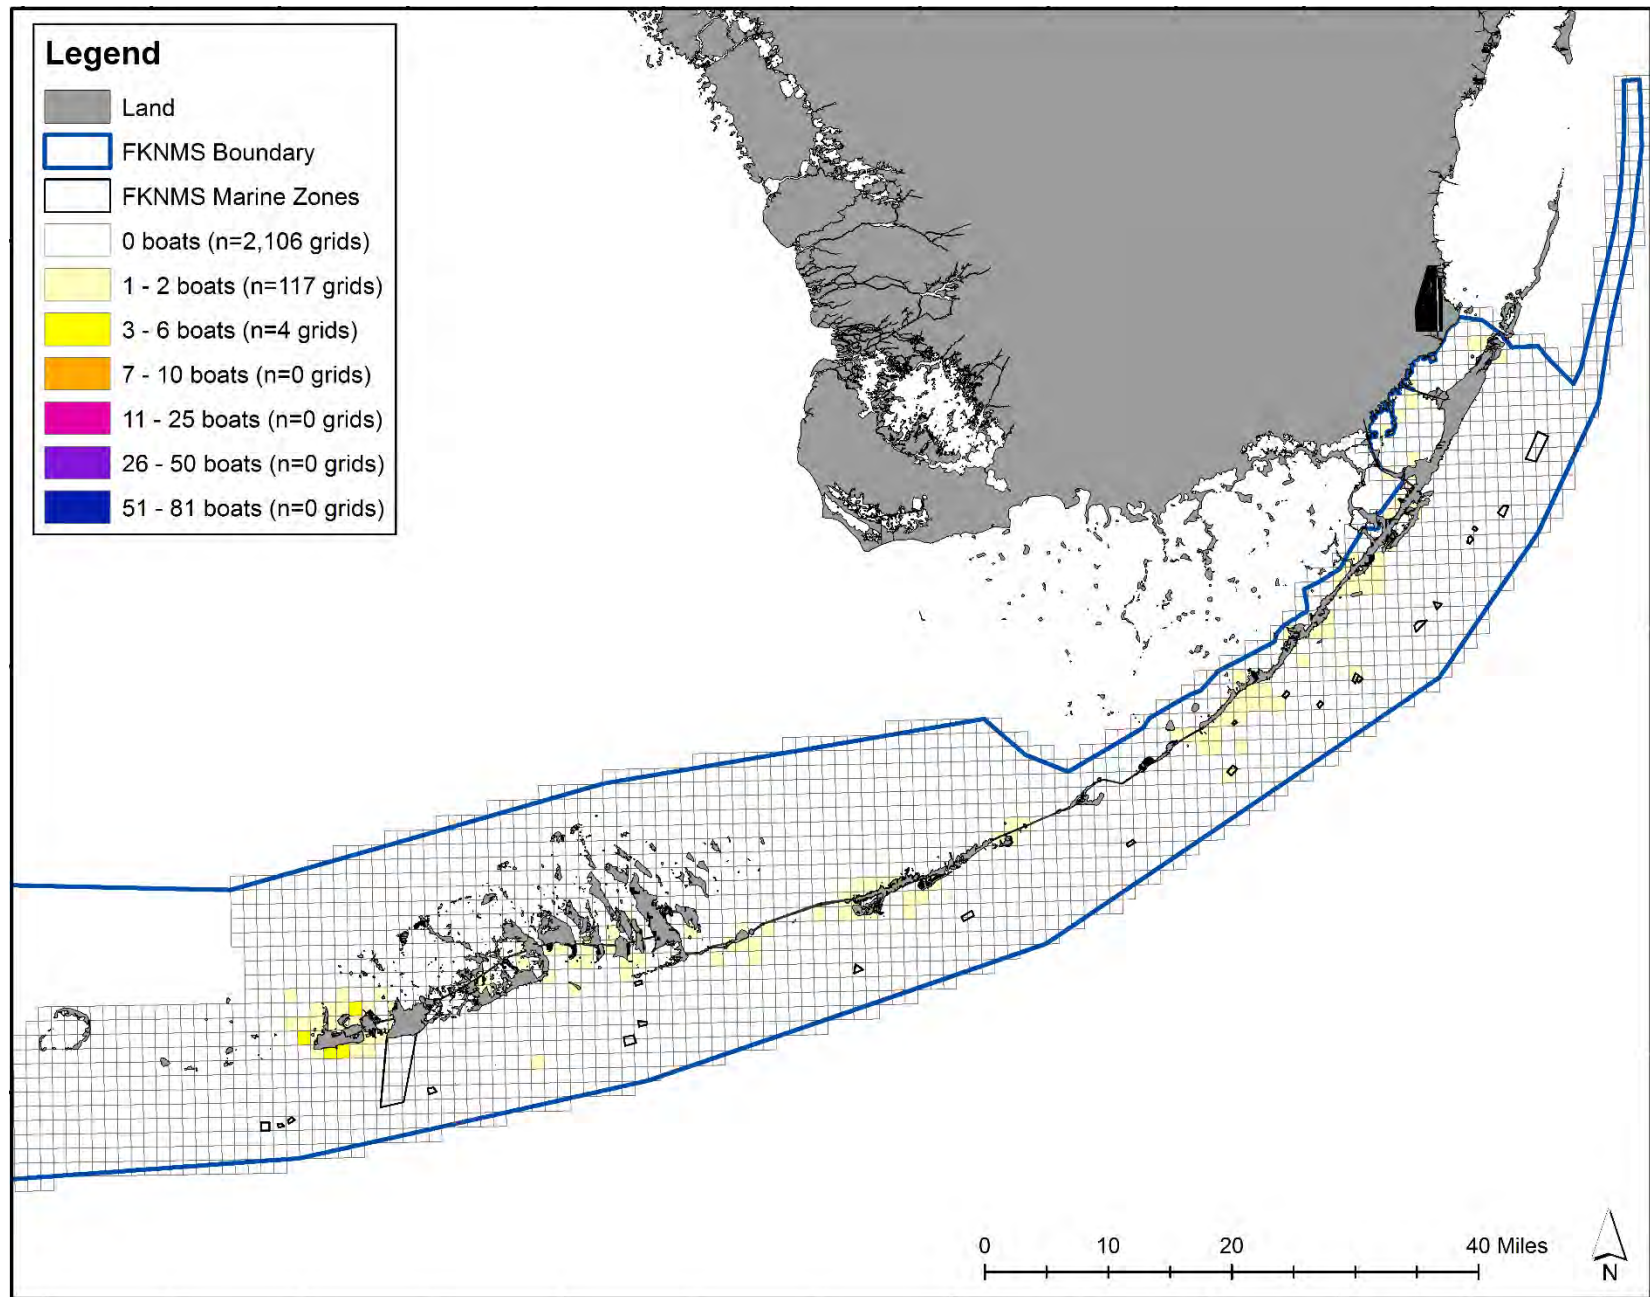 Legend
Land
FKNMS Boundary
FKNMS Marine Zones
0 boats (n=2,106 grids)
1 - 2 boats (n=117 grids)
3 - 6 boats (n=4 grids)
7 - 10 boats (n=0 grids)
11 - 25 boats (n=0 grids)
26 - 50 boats (n=0 grids)
51 - 81 boats (n=0 grids)
0 10 20 40 Miles
N